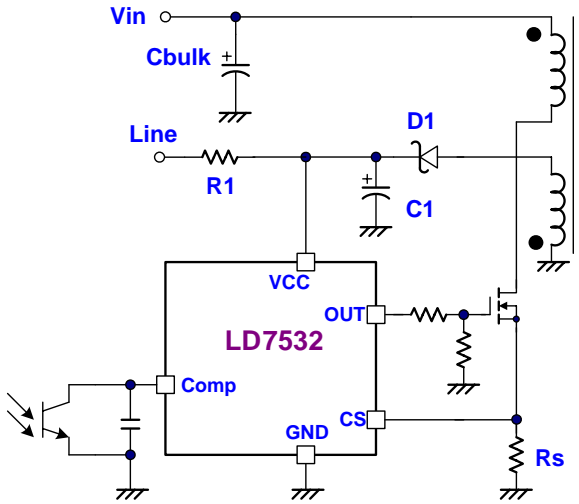 Vin
Cbulk
Line
D1
R1
C1
VCC
OUT
LD7532
Comp
CS
GND
Rs